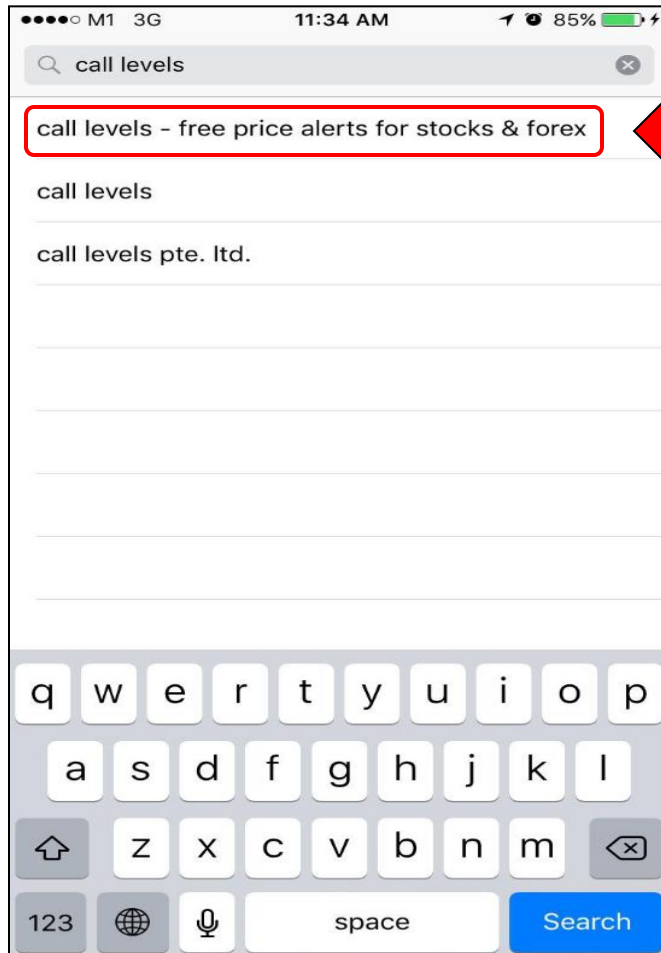 M1 3G 11:34 AM 85%
call levels
call levels - free price alerts for stocks & forex
call levels
call levels pte. ltd.
q w e r t y u i o p
a s d f g h j k l
z x c v b n m
123 space Search